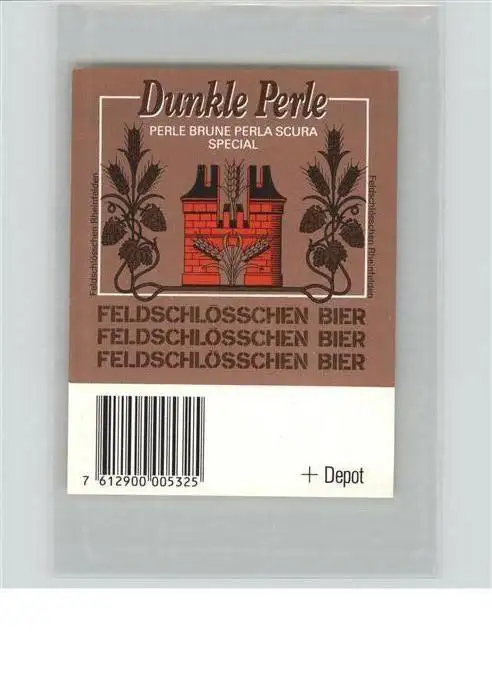 Dunkle Perle
PERLE BRUNE PERLA SCURA
SPECIAL
Feldschlösschen Rheinfelden
Feldschlösschen Rheinfelden
FELDSCHLÖSSCHEN BIER
FELDSCHLÖSSCHEN BIER
FELDSCHLÖSSCHEN BIER
7 612900 005325
+ Depot